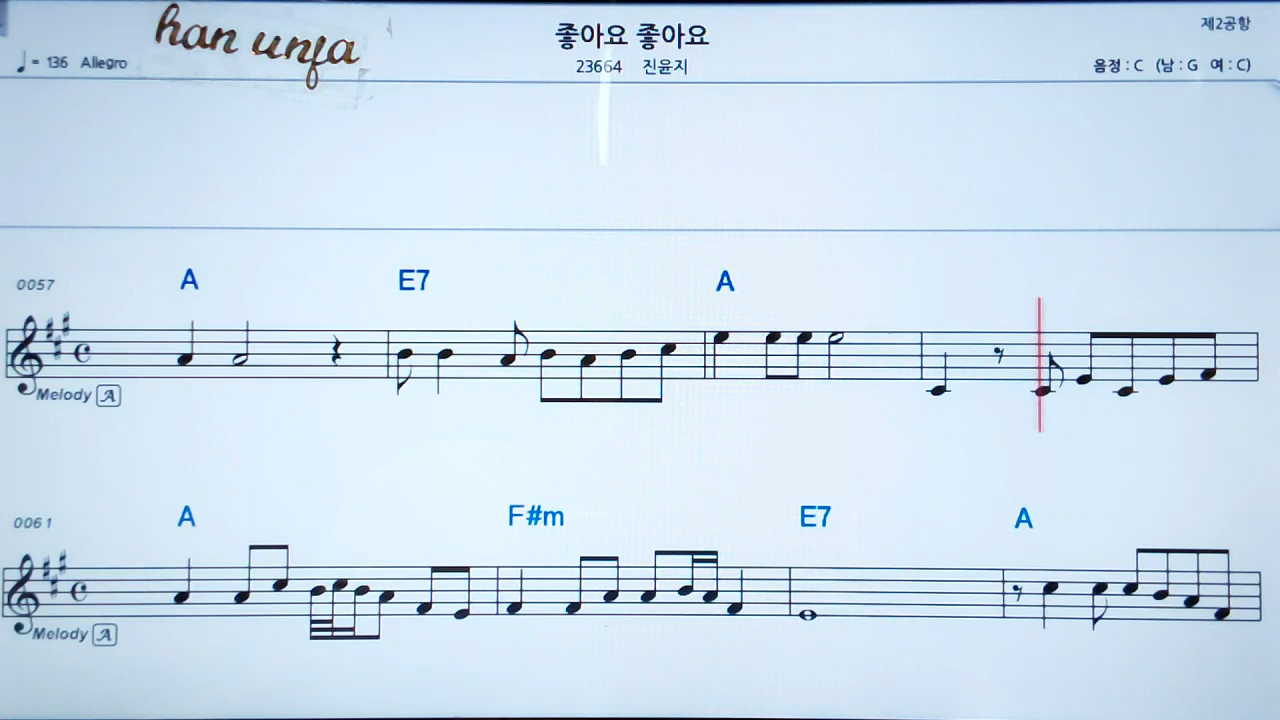 han unja
좋아요 좋아요
제2공항
♩= 136 Allegro
23664 진윤지
음정 : C (남 : G 여 : C)
0057 A E7 A
Melody A
0061 A F#m E7 A
Melody A